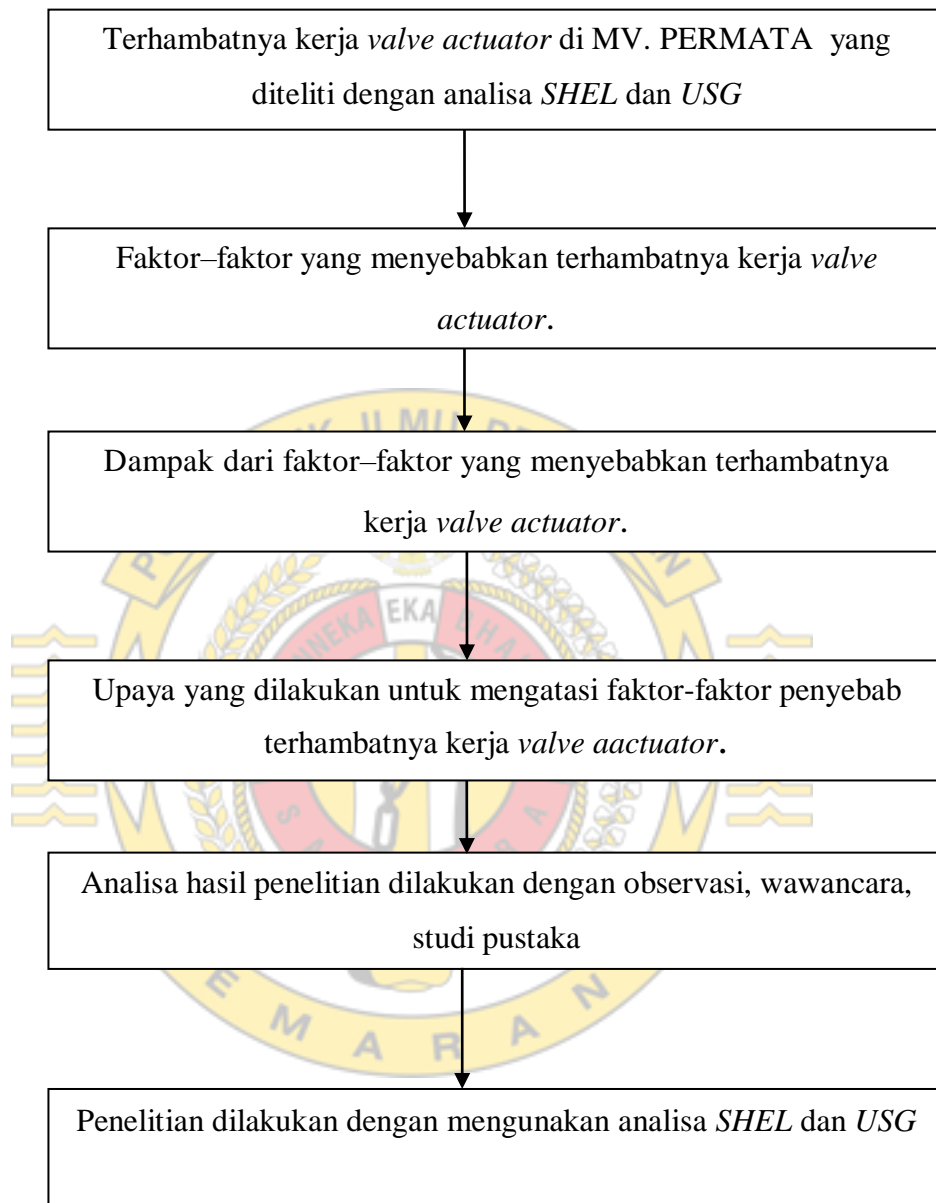 Terhambatnya kerja valve actuator di MV. PERMATA yang
diteliti dengan analisa SHEL dan USG
Faktor–faktor yang menyebabkan terhambatnya kerja valve
actuator.
Dampak dari faktor–faktor yang menyebabkan terhambatnya
kerja valve actuator.
EKA
Upaya yang dilakukan untuk mengatasi faktor-faktor penyebab
terhambatnya kerja valve aactuator.
Analisa hasil penelitian dilakukan dengan observasi, wawancara,
studi pustaka
Penelitian dilakukan dengan mengunakan analisa SHEL dan USG